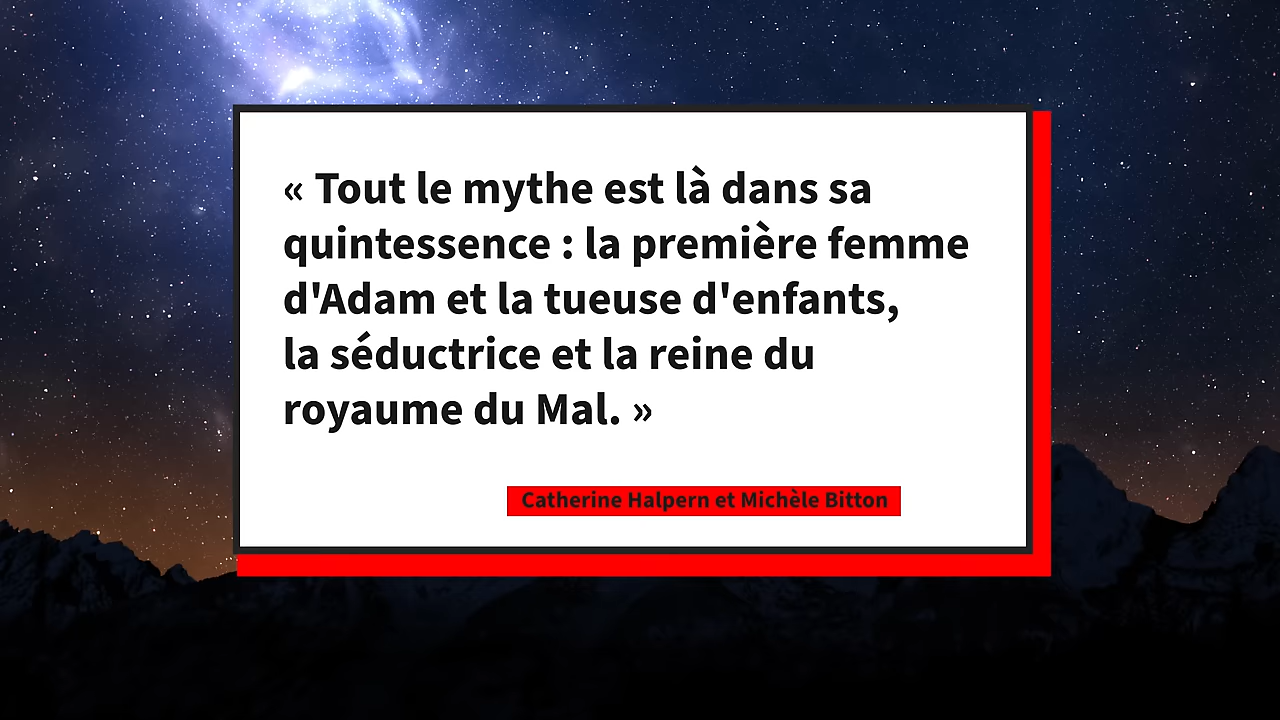 « Tout le mythe est là dans sa
quintessence : la première femme
d'Adam et la tueuse d'enfants,
la séductrice et la reine du
royaume du Mal. »
Catherine Halpern et Michèle Bitton